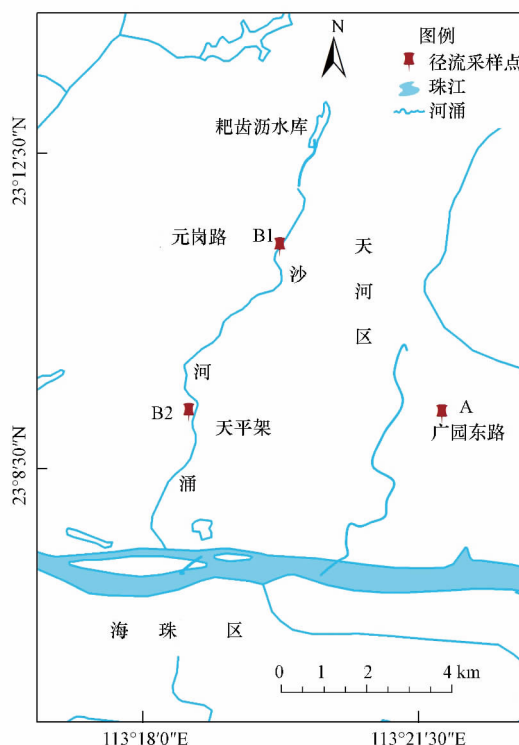 N
图例
径流采样点
珠江
河涌
耙齿沥水库
23°12′30″N
元岗路
B1
沙
天
河
区
河
B2
天平架
A
广园东路
23°8′30″N
涌
海 珠 区
0 1 2 4 km
113°18′0″E
113°21′30″E